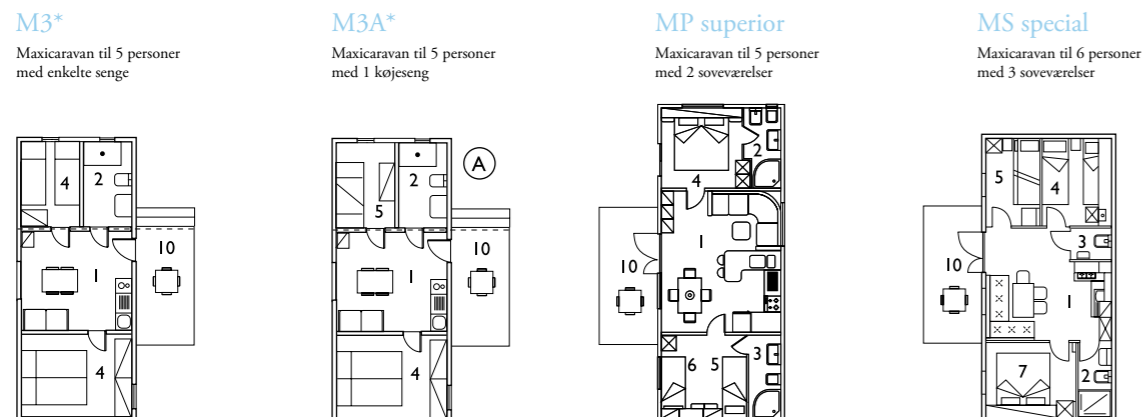 M3*
Maxicaravan til 5 personer
med enkelte senge
4
2
10
1
4
M3A*
Maxicaravan til 5 personer
med 1 køjeseng
A
2
5
10
1
4
MP superior
Maxicaravan til 5 personer
med 2 soveværelser
2
4
1
10
3
6
5
MS special
Maxicaravan til 6 personer
med 3 soveværelser
5
4
3
10
1
7
2